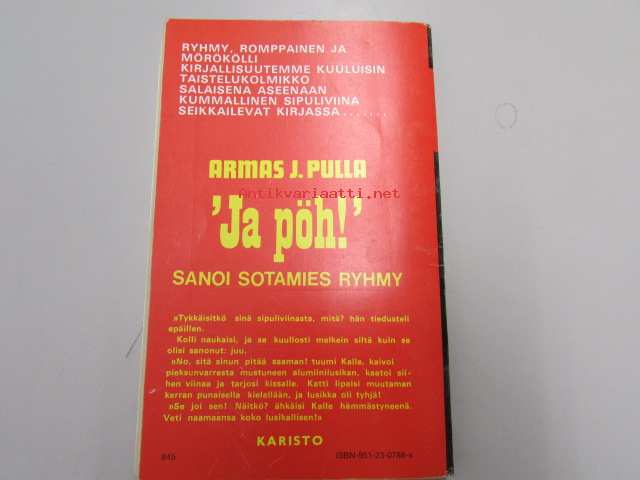 RYHMY, ROMPPAINEN JA
MÖRÖKÖLLI
KIRJALLISUUTEMME KUULUISIN
TAISTELUKOLMIKKO
SALAISENA ASEENAAN
KUMMALLINEN SIPULIVIINA
SEIKKAILEVAT KIRJASSA.......
ARMAS J. PULLA
Antikvariaatti.net
'Ja pöh!'
SANOI SOTAMIES RYHMY
»Tykkäisitkö sinä sipuliviinasta, mitä? hän tiedusteli
epäillen.
Kolli naukaisi, ja se kuullosti melkein siltä kuin se
olisi sanonut: juu.
»No, sitä sinun pitää saaman! tuumi Kalle, kaivoi
pieksunvarresta mustuneen alumiinilusikan, kaatoi sii-
hen viinaa ja tarjosi kissalle. Katti lipaisi muutaman
kerran punaisella kielellään, ja lusikka oli tyhjä!
»Se joi sen! Näitkö? ähkäisi Kalle hämmästyneenä.
Veti naamaansa koko lusikallisen!»
KARISTO
845
ISBN-951-23-0788-x